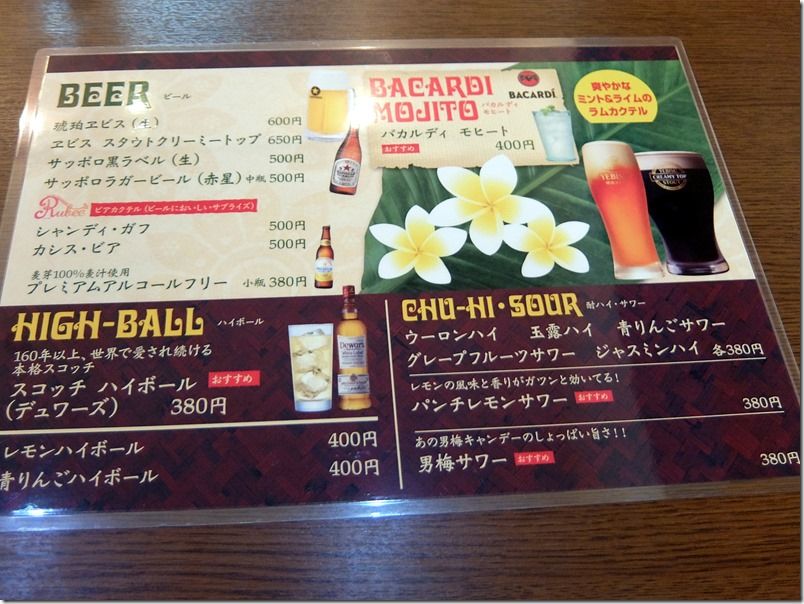 BEER ビール
琥珀ヱビス(生) 600円
ヱビス スタウトクリーミートップ 650円
サッポロ黒ラベル(生) 500円
サッポロラガービール(赤星)中瓶 500円
Rubee's ビアカクテル(ビールにおいしいサプライズ)
シャンディ・ガフ 500円
カシス・ビア 500円
麦芽100%麦汁使用
プレミアムアルコールフリー 小瓶 380円
BACARDI
MOJITO バカルディ モヒート
BACARDÍ
バカルディ モヒート
おすすめ 400円
爽やかな
ミント&ライムの
ラムカクテル
YEBISU
CREAMY TOP
STOUT
HIGH-BALL ハイボール
160年以上、世界で愛され続ける
本格スコッチ
スコッチ ハイボール おすすめ
(デュワーズ) 380円
Dewar's
レモンハイボール 400円
青りんごハイボール 400円
CHU-HI・SOUR 酎ハイ・サワー
ウーロンハイ 玉露ハイ 青りんごサワー
グレープフルーツサワー ジャスミンハイ 各380円
レモンの風味と香りがガツンと効いてる!
パンチレモンサワー おすすめ 380円
あの男梅キャンデーのしょっぱい旨さ!!
男梅サワー おすすめ 380円